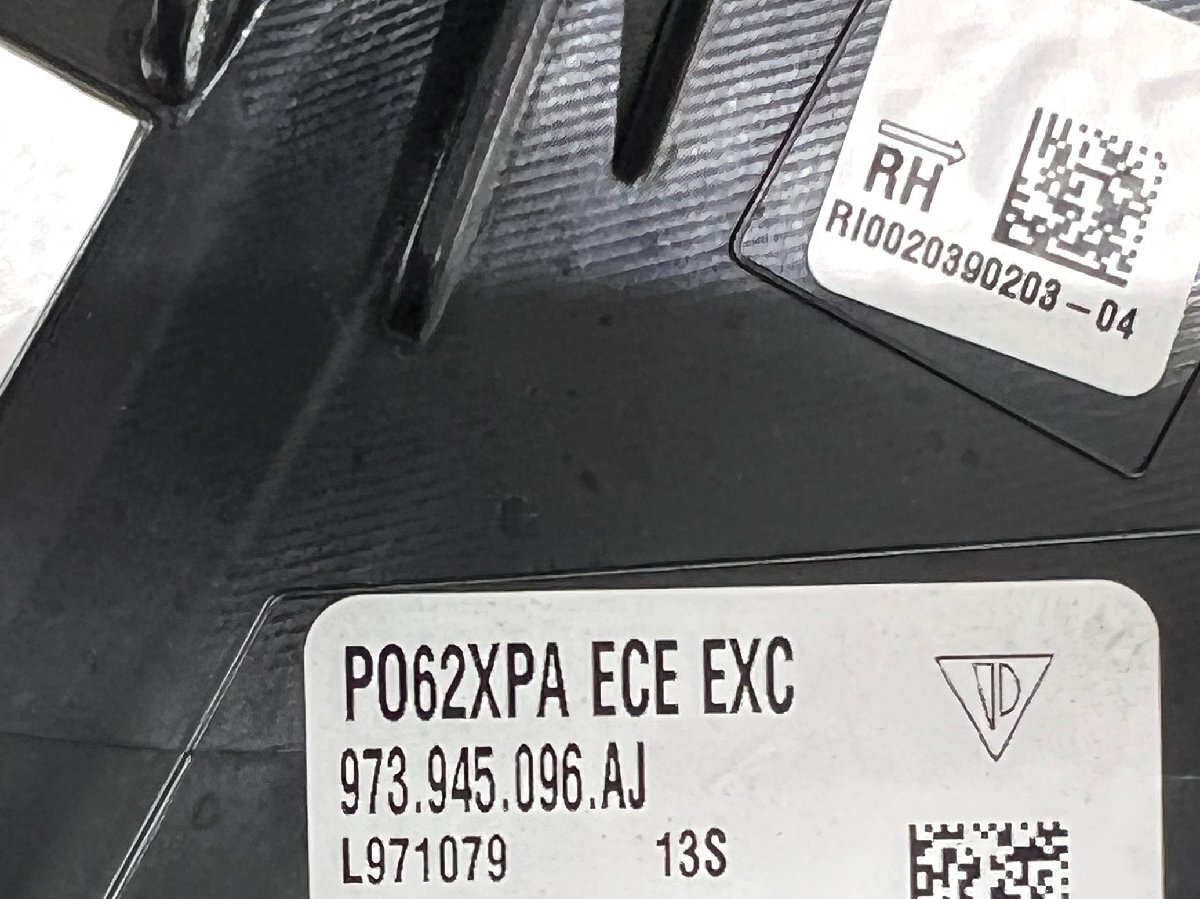 RH
RI0020390203-04
PO62XPA ECE EXC
973.945.096.AJ
L971079 13S